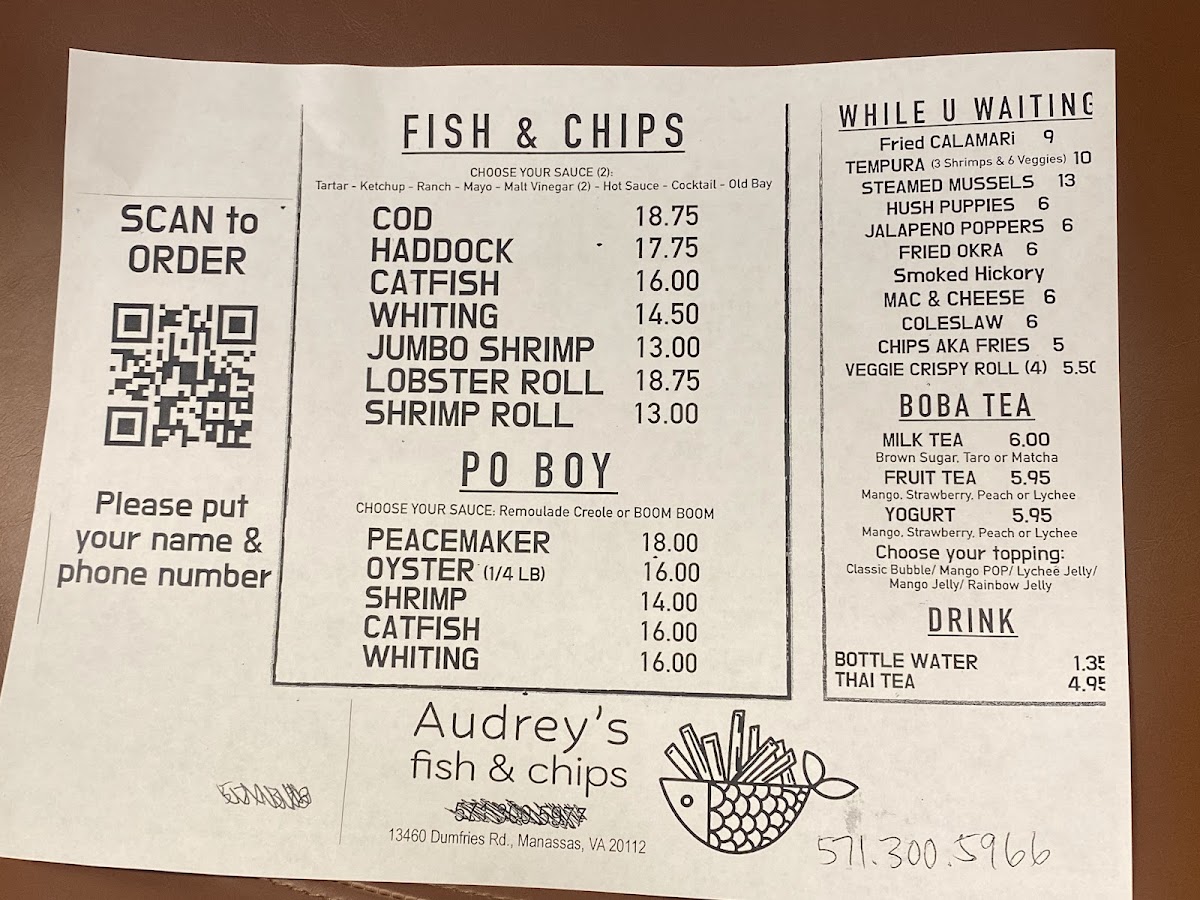 SCAN to
ORDER
Please put
your name &
phone number
FISH & CHIPS
CHOOSE YOUR SAUCE (2):
Tartar - Ketchup - Ranch - Mayo - Malt Vinegar (2) - Hot Sauce - Cocktail - Old Bay
COD 18.75
HADDOCK 17.75
CATFISH 16.00
WHITING 14.50
JUMBO SHRIMP 13.00
LOBSTER ROLL 18.75
SHRIMP ROLL 13.00
PO BOY
CHOOSE YOUR SAUCE: Remoulade Creole or BOOM BOOM
PEACEMAKER 18.00
OYSTER (1/4 LB) 16.00
SHRIMP 14.00
CATFISH 16.00
WHITING 16.00
WHILE U WAITING
Fried CALAMARi 9
TEMPURA (3 Shrimps & 6 Veggies) 10
STEAMED MUSSELS 13
HUSH PUPPIES 6
JALAPENO POPPERS 6
FRIED OKRA 6
Smoked Hickory
MAC & CHEESE 6
COLESLAW 6
CHIPS AKA FRIES 5
VEGGIE CRISPY ROLL (4) 5.50
BOBA TEA
MILK TEA 6.00
Brown Sugar, Taro or Matcha
FRUIT TEA 5.95
Mango, Strawberry, Peach or Lychee
YOGURT 5.95
Mango, Strawberry, Peach or Lychee
Choose your topping:
Classic Bubble/ Mango POP/ Lychee Jelly/
Mango Jelly/ Rainbow Jelly
DRINK
BOTTLE WATER 1.35
THAI TEA 4.95
Audrey's
fish & chips
13460 Dumfries Rd., Manassas, VA 20112
571.300.5966